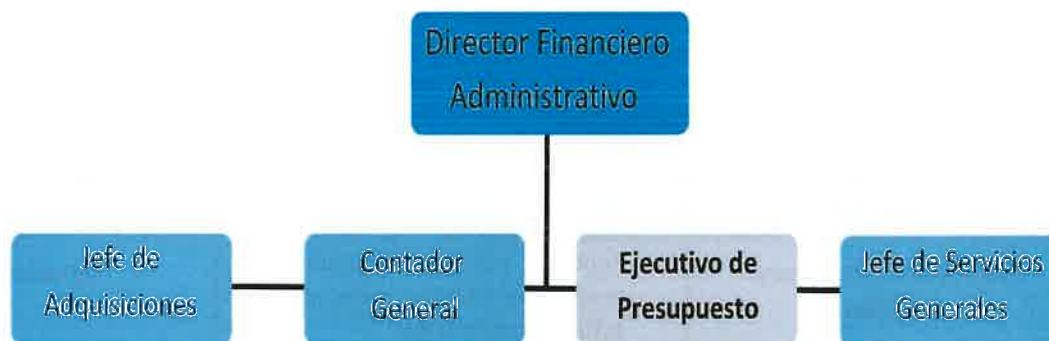 Director Financiero
Administrativo
Jefe de
Adquisiciones
Contador
General
Ejecutivo de
Presupuesto
Jefe de Servicios
Generales